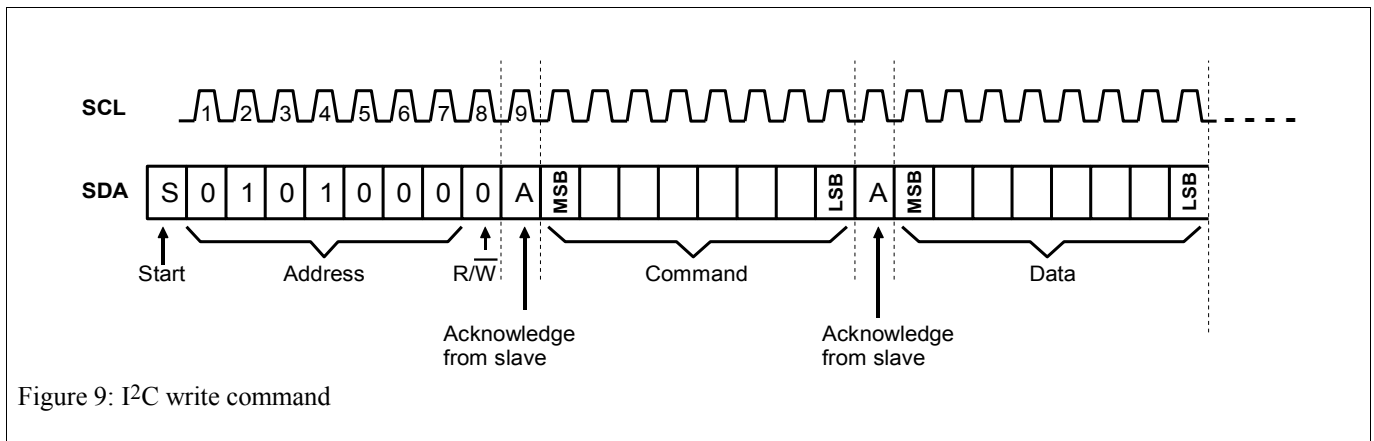 SCL 1 2 3 4 5 6 7 8 9
SDA S 0 1 0 1 0 0 0 0 A MSB LSB A MSB LSB
Start Address R/W̅ Command Data
Acknowledge Acknowledge
from slave from slave
Figure 9: I²C write command